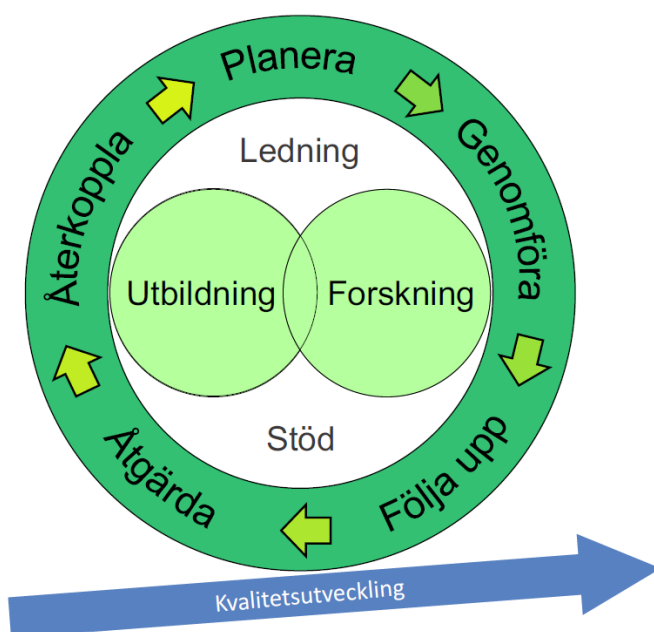 Planera
Genomföra
Följa upp
Åtgärda
Återkoppla
Ledning
Utbildning
Forskning
Stöd
Kvalitetsutveckling